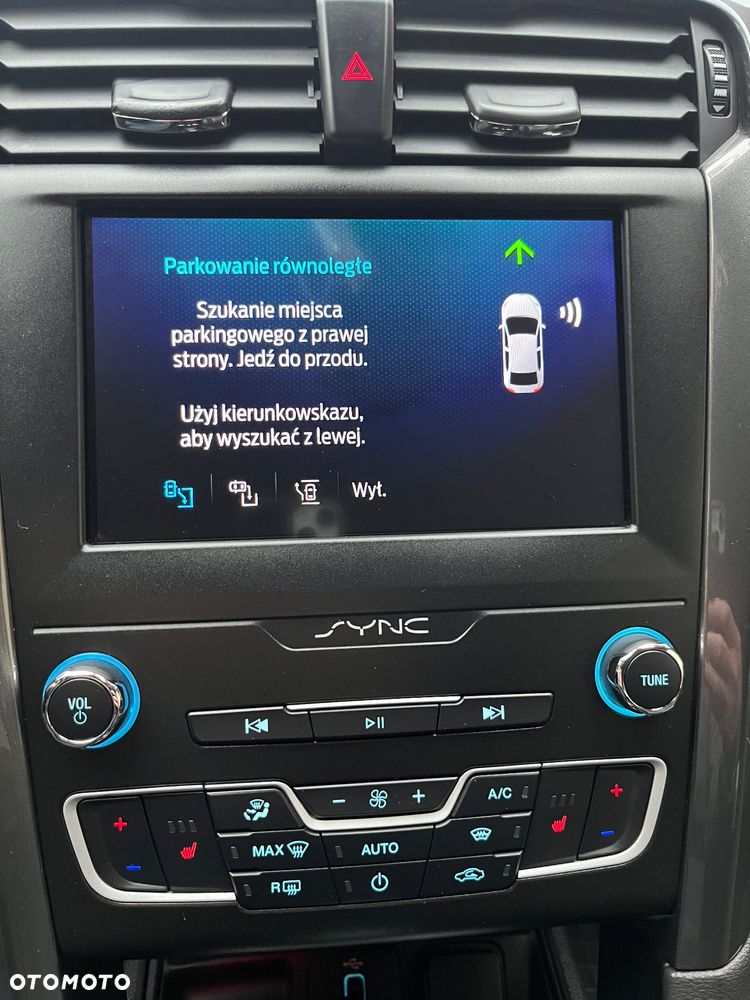 Parkowanie równoległe
Szukanie miejsca
parkingowego z prawej
strony. Jedź do przodu.
Użyj kierunkowskazu,
aby wyszukać z lewej.
Wył.
SYNC
VOL
TUNE
A/C
MAX
AUTO
R
OTOMOTO